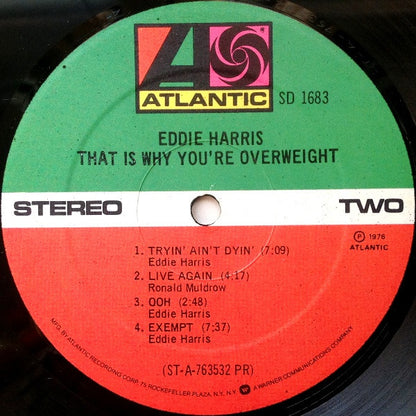 ATLANTIC SD 1683
EDDIE HARRIS
THAT IS WHY YOU'RE OVERWEIGHT
STEREO TWO
1. TRYIN' AIN'T DYIN' (7:09)
Eddie Harris
2. LIVE AGAIN (4:17)
Ronald Muldrow
3. OOH (2:48)
Eddie Harris
4. EXEMPT (7:37)
Eddie Harris
℗ 1976
ATLANTIC
(ST-A-763532 PR)
MFG. BY ATLANTIC RECORDING CORP. 75 ROCKEFELLER PLAZA, N.Y., N.Y. A WARNER COMMUNICATIONS COMPANY